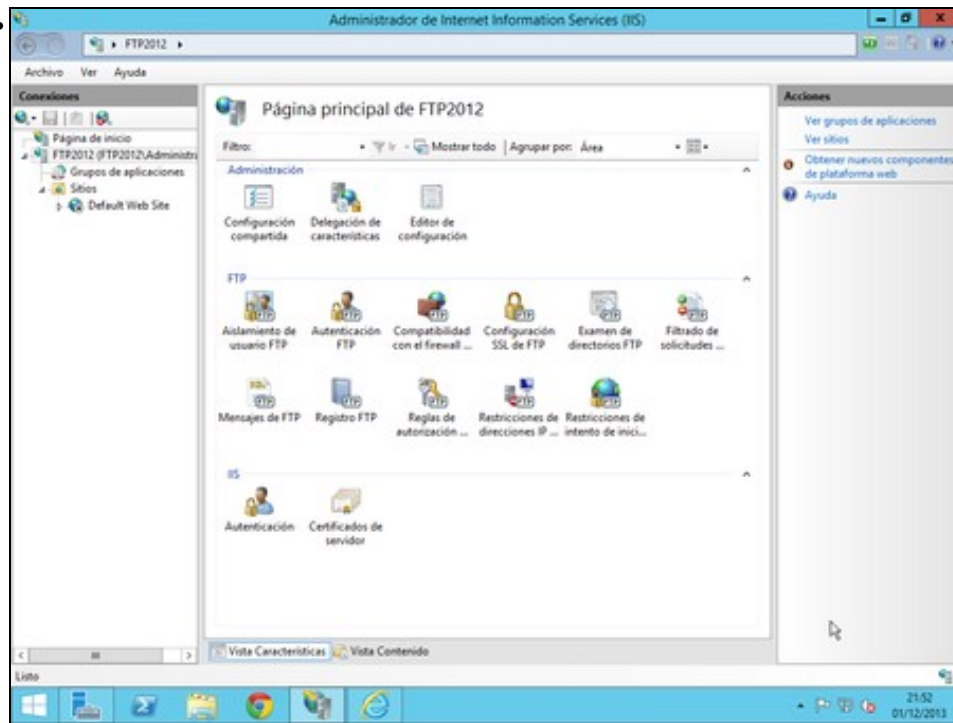 Administrador de Internet Information Services (IIS)
FTP2012
Archivo Ver Ayuda
Conexiones
Página de inicio
FTP2012 (FTP2012\Administra
Grupos de aplicaciones
Sitios
Default Web Site
Página principal de FTP2012
Filtro: Ir Mostrar todo Agrupar por: Área
Administración
Configuración compartida
Delegación de características
Editor de configuración
FTP
Aislamiento de usuario FTP
Autenticación FTP
Compatibilidad con el firewall ...
Configuración SSL de FTP
Examen de directorios FTP
Filtrado de solicitudes ...
Mensajes de FTP
Registro FTP
Reglas de autorización ...
Restricciones de direcciones IP ...
Restricciones de intento de inici...
IIS
Autenticación
Certificados de servidor
Vista Características Vista Contenido
Acciones
Ver grupos de aplicaciones
Ver sitios
Obtener nuevos componentes de plataforma web
Ayuda
Listo
21:52
01/12/2013